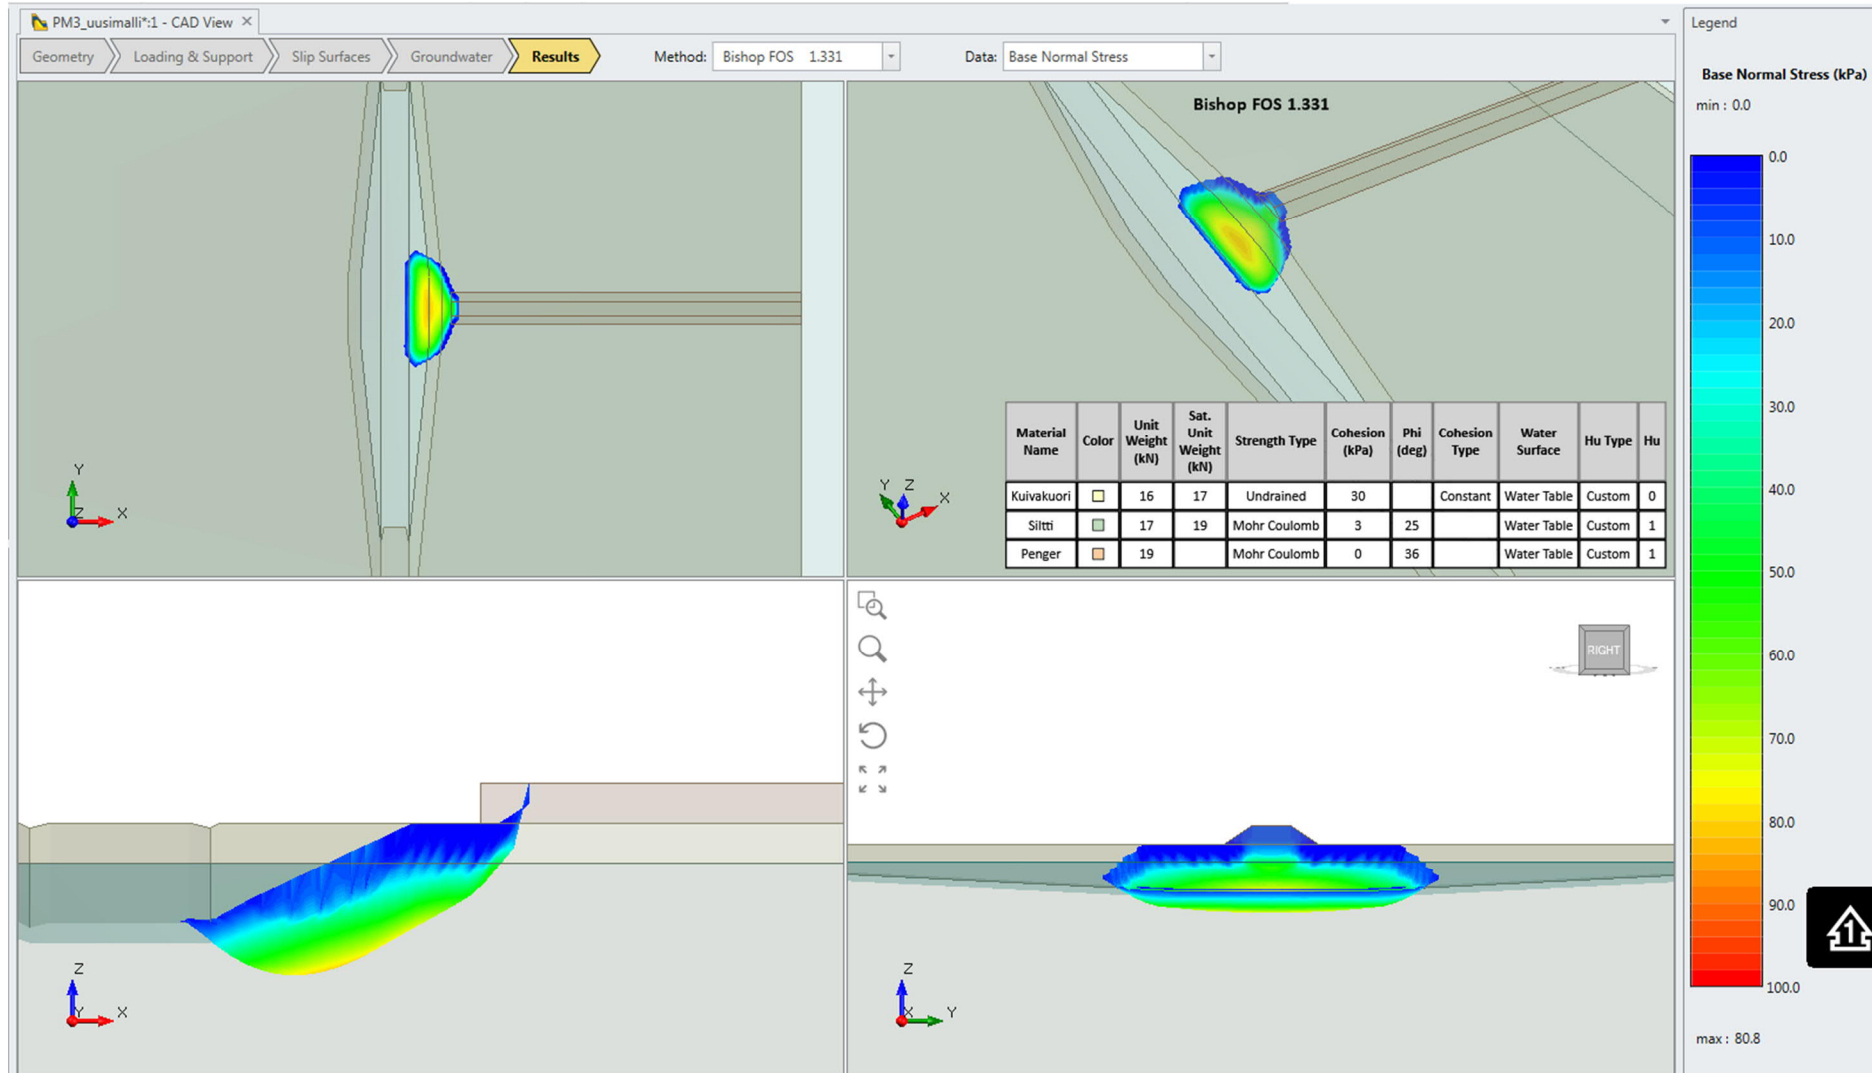 PM3_uusimalli*:1 - CAD View
Geometry
Loading & Support
Slip Surfaces
Groundwater
Results
Method:
Bishop FOS 1.331
Data:
Base Normal Stress
Legend
Base Normal Stress (kPa)
min : 0.0
0.0
10.0
20.0
30.0
40.0
50.0
60.0
70.0
80.0
90.0
100.0
max : 80.8
Y
Z
X
Bishop FOS 1.331
Y
Z
X
Material Name Color Unit Weight (kN) Sat. Unit Weight (kN) Strength Type Cohesion (kPa) Phi (deg) Cohesion Type Water Surface Hu Type Hu
Kuivakuori 16 17 Undrained 30 Constant Water Table Custom 0
Siltti 17 19 Mohr Coulomb 3 25 Water Table Custom 1
Penger 19 Mohr Coulomb 0 36 Water Table Custom 1
Z
Y
X
RIGHT
Z
X
Y
1